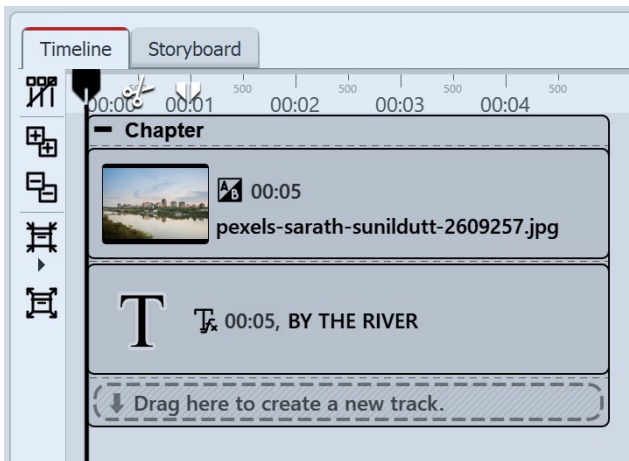 Timeline Storyboard
500 500 500 500
00:00 00:01 00:02 00:03 00:04
Chapter
A/B 00:05
pexels-sarath-sunildutt-2609257.jpg
T Tfx 00:05, BY THE RIVER
Drag here to create a new track.